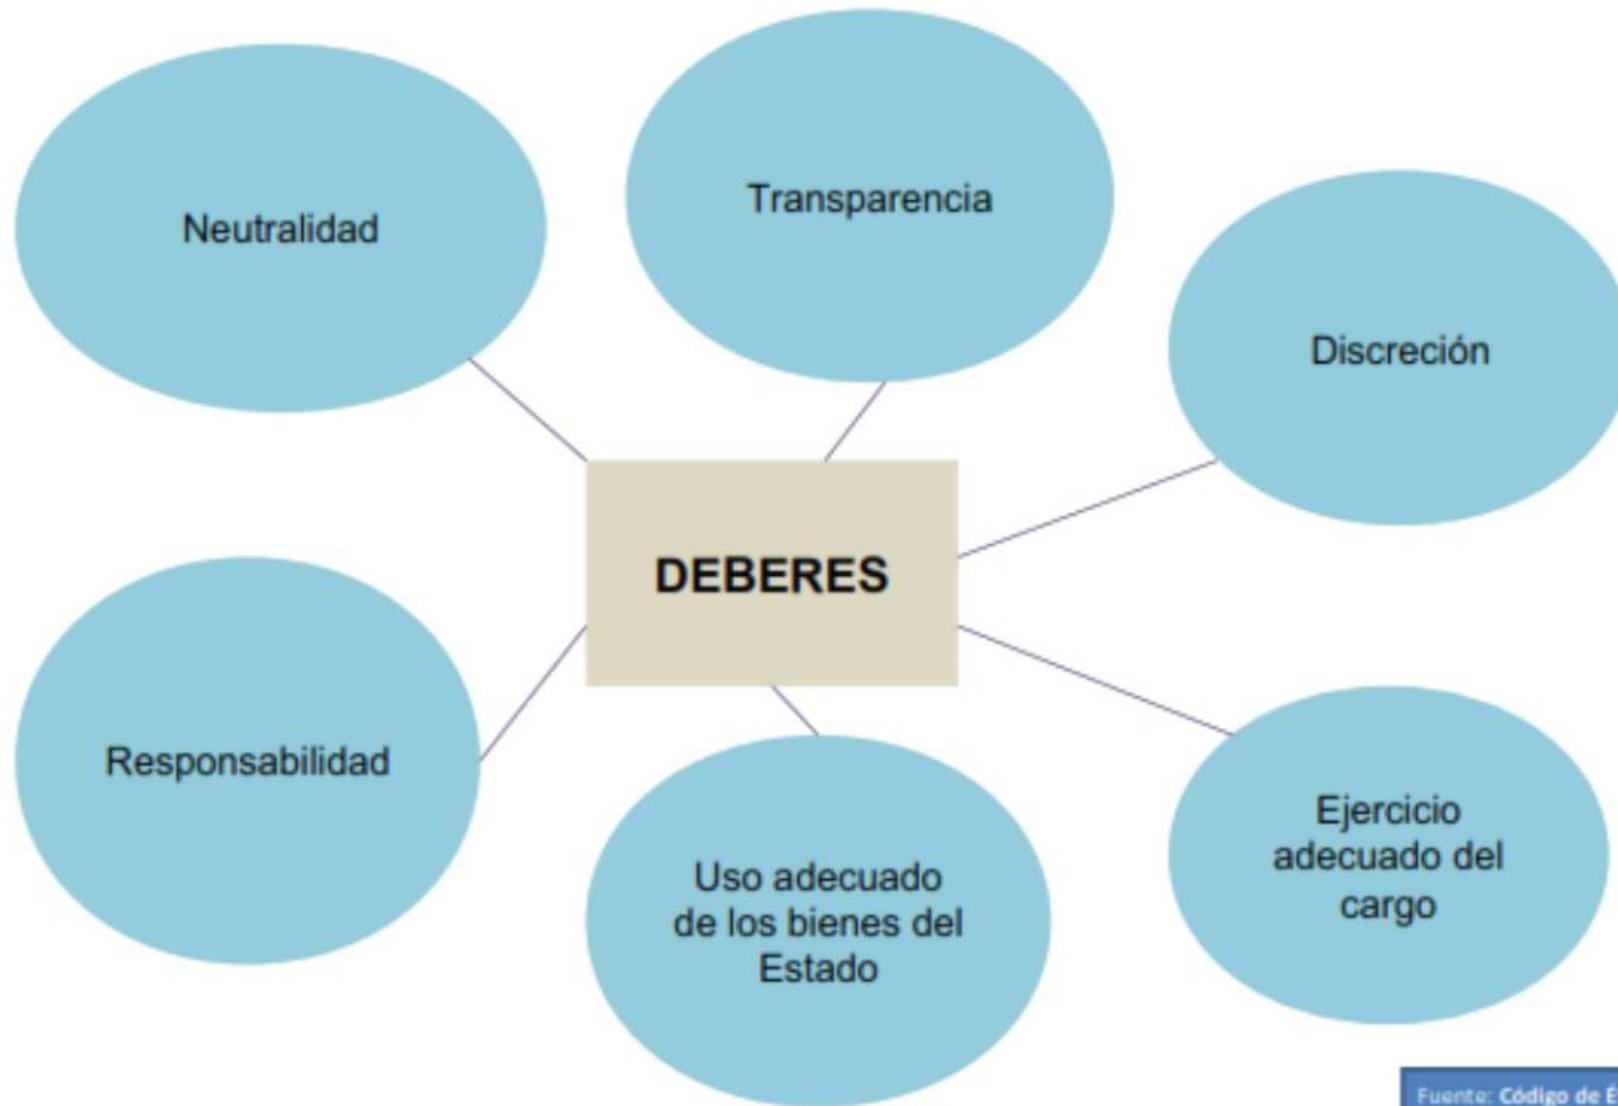 Neutralidad
Transparencia
Discreción
DEBERES
Responsabilidad
Uso adecuado
de los bienes del
Estado
Ejercicio
adecuado del
cargo
Fuente: Código de É